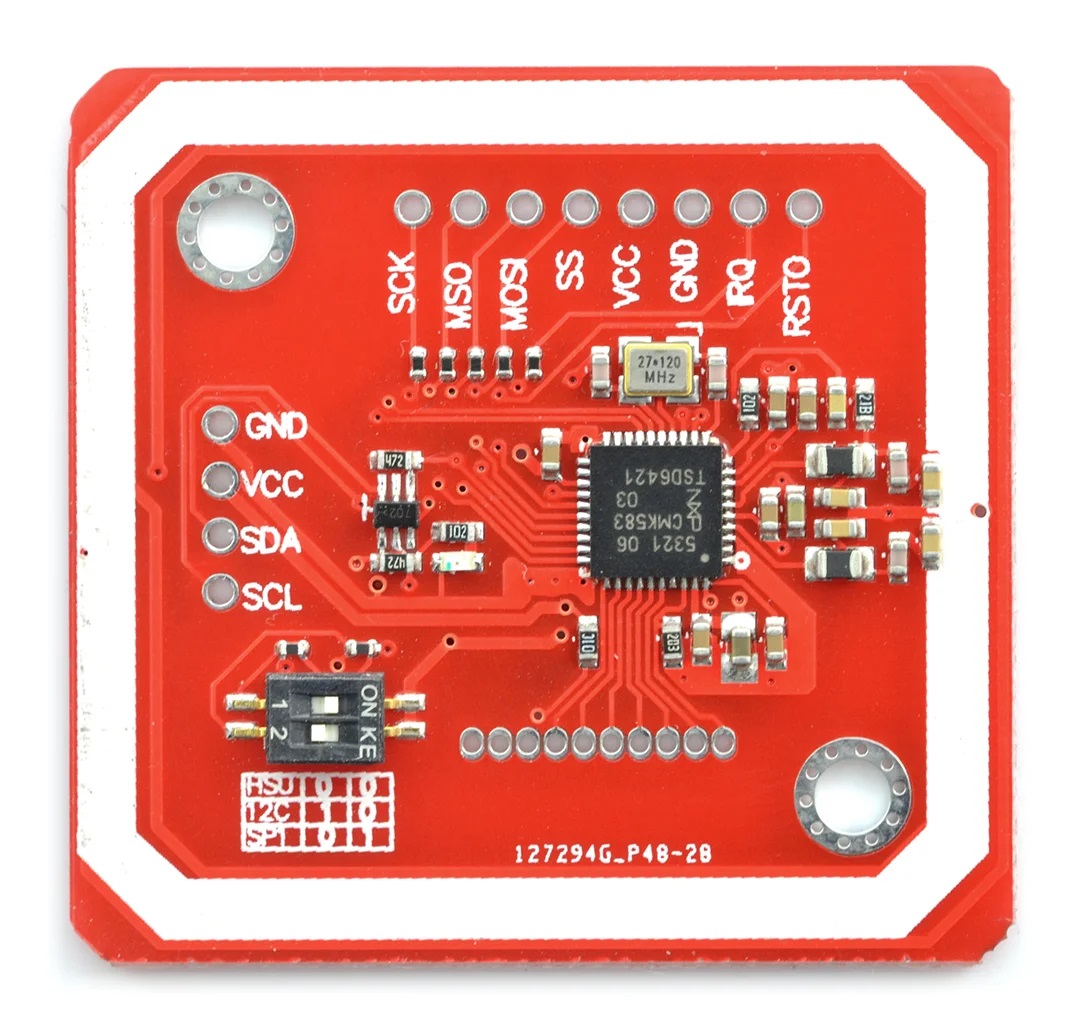 SCK
MSO
MOSI
SS
VCC
GND
IRQ
RSTO
27*120
MHz
102
21B
GND
VCC
SDA
SCL
472
102
472
TSD6421
03
CMK583
5321 06
01C
203
ON KE
1 2
HSU 0 0
I2C 1 0
SPI 0 1
127294G_P48-28